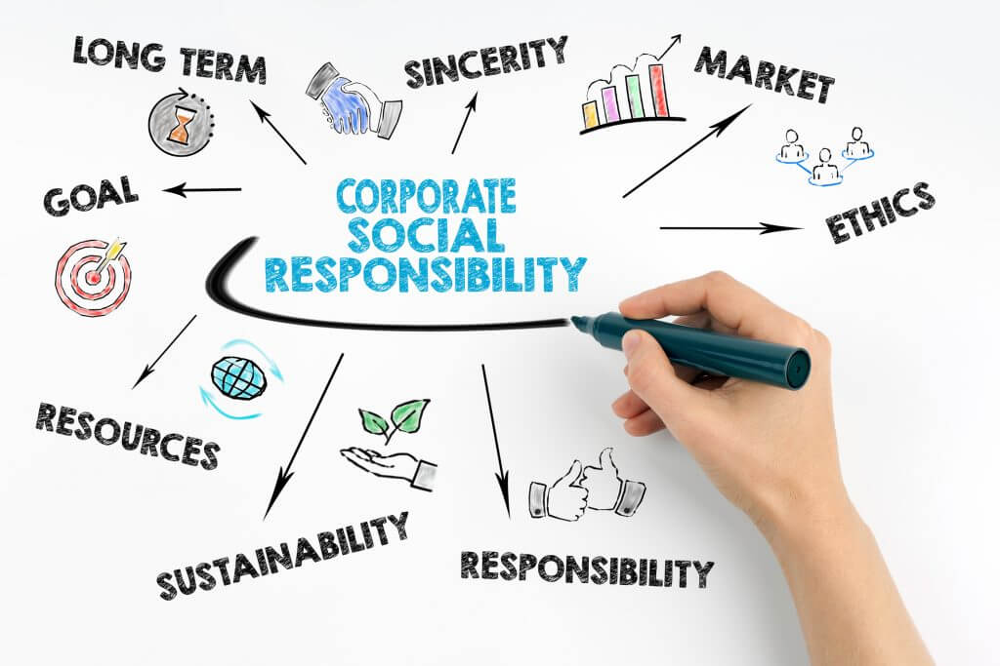 LONG TERM
SINCERITY
MARKET
GOAL
CORPORATE
SOCIAL
RESPONSIBILITY
ETHICS
RESOURCES
SUSTAINABILITY
RESPONSIBILITY